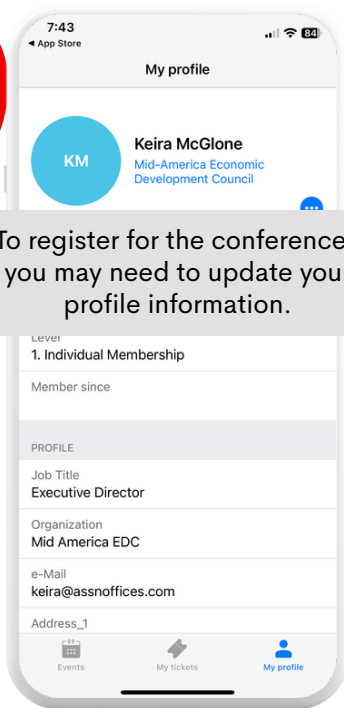 7:43
84
◀ App Store
My profile
KM
Keira McGlone
Mid-America Economic
Development Council
To register for the conference
you may need to update you
profile information.
Level
1. Individual Membership
Member since
PROFILE
Job Title
Executive Director
Organization
Mid America EDC
e-Mail
keira@assnoffices.com
Address_1
Events
My tickets
My profile